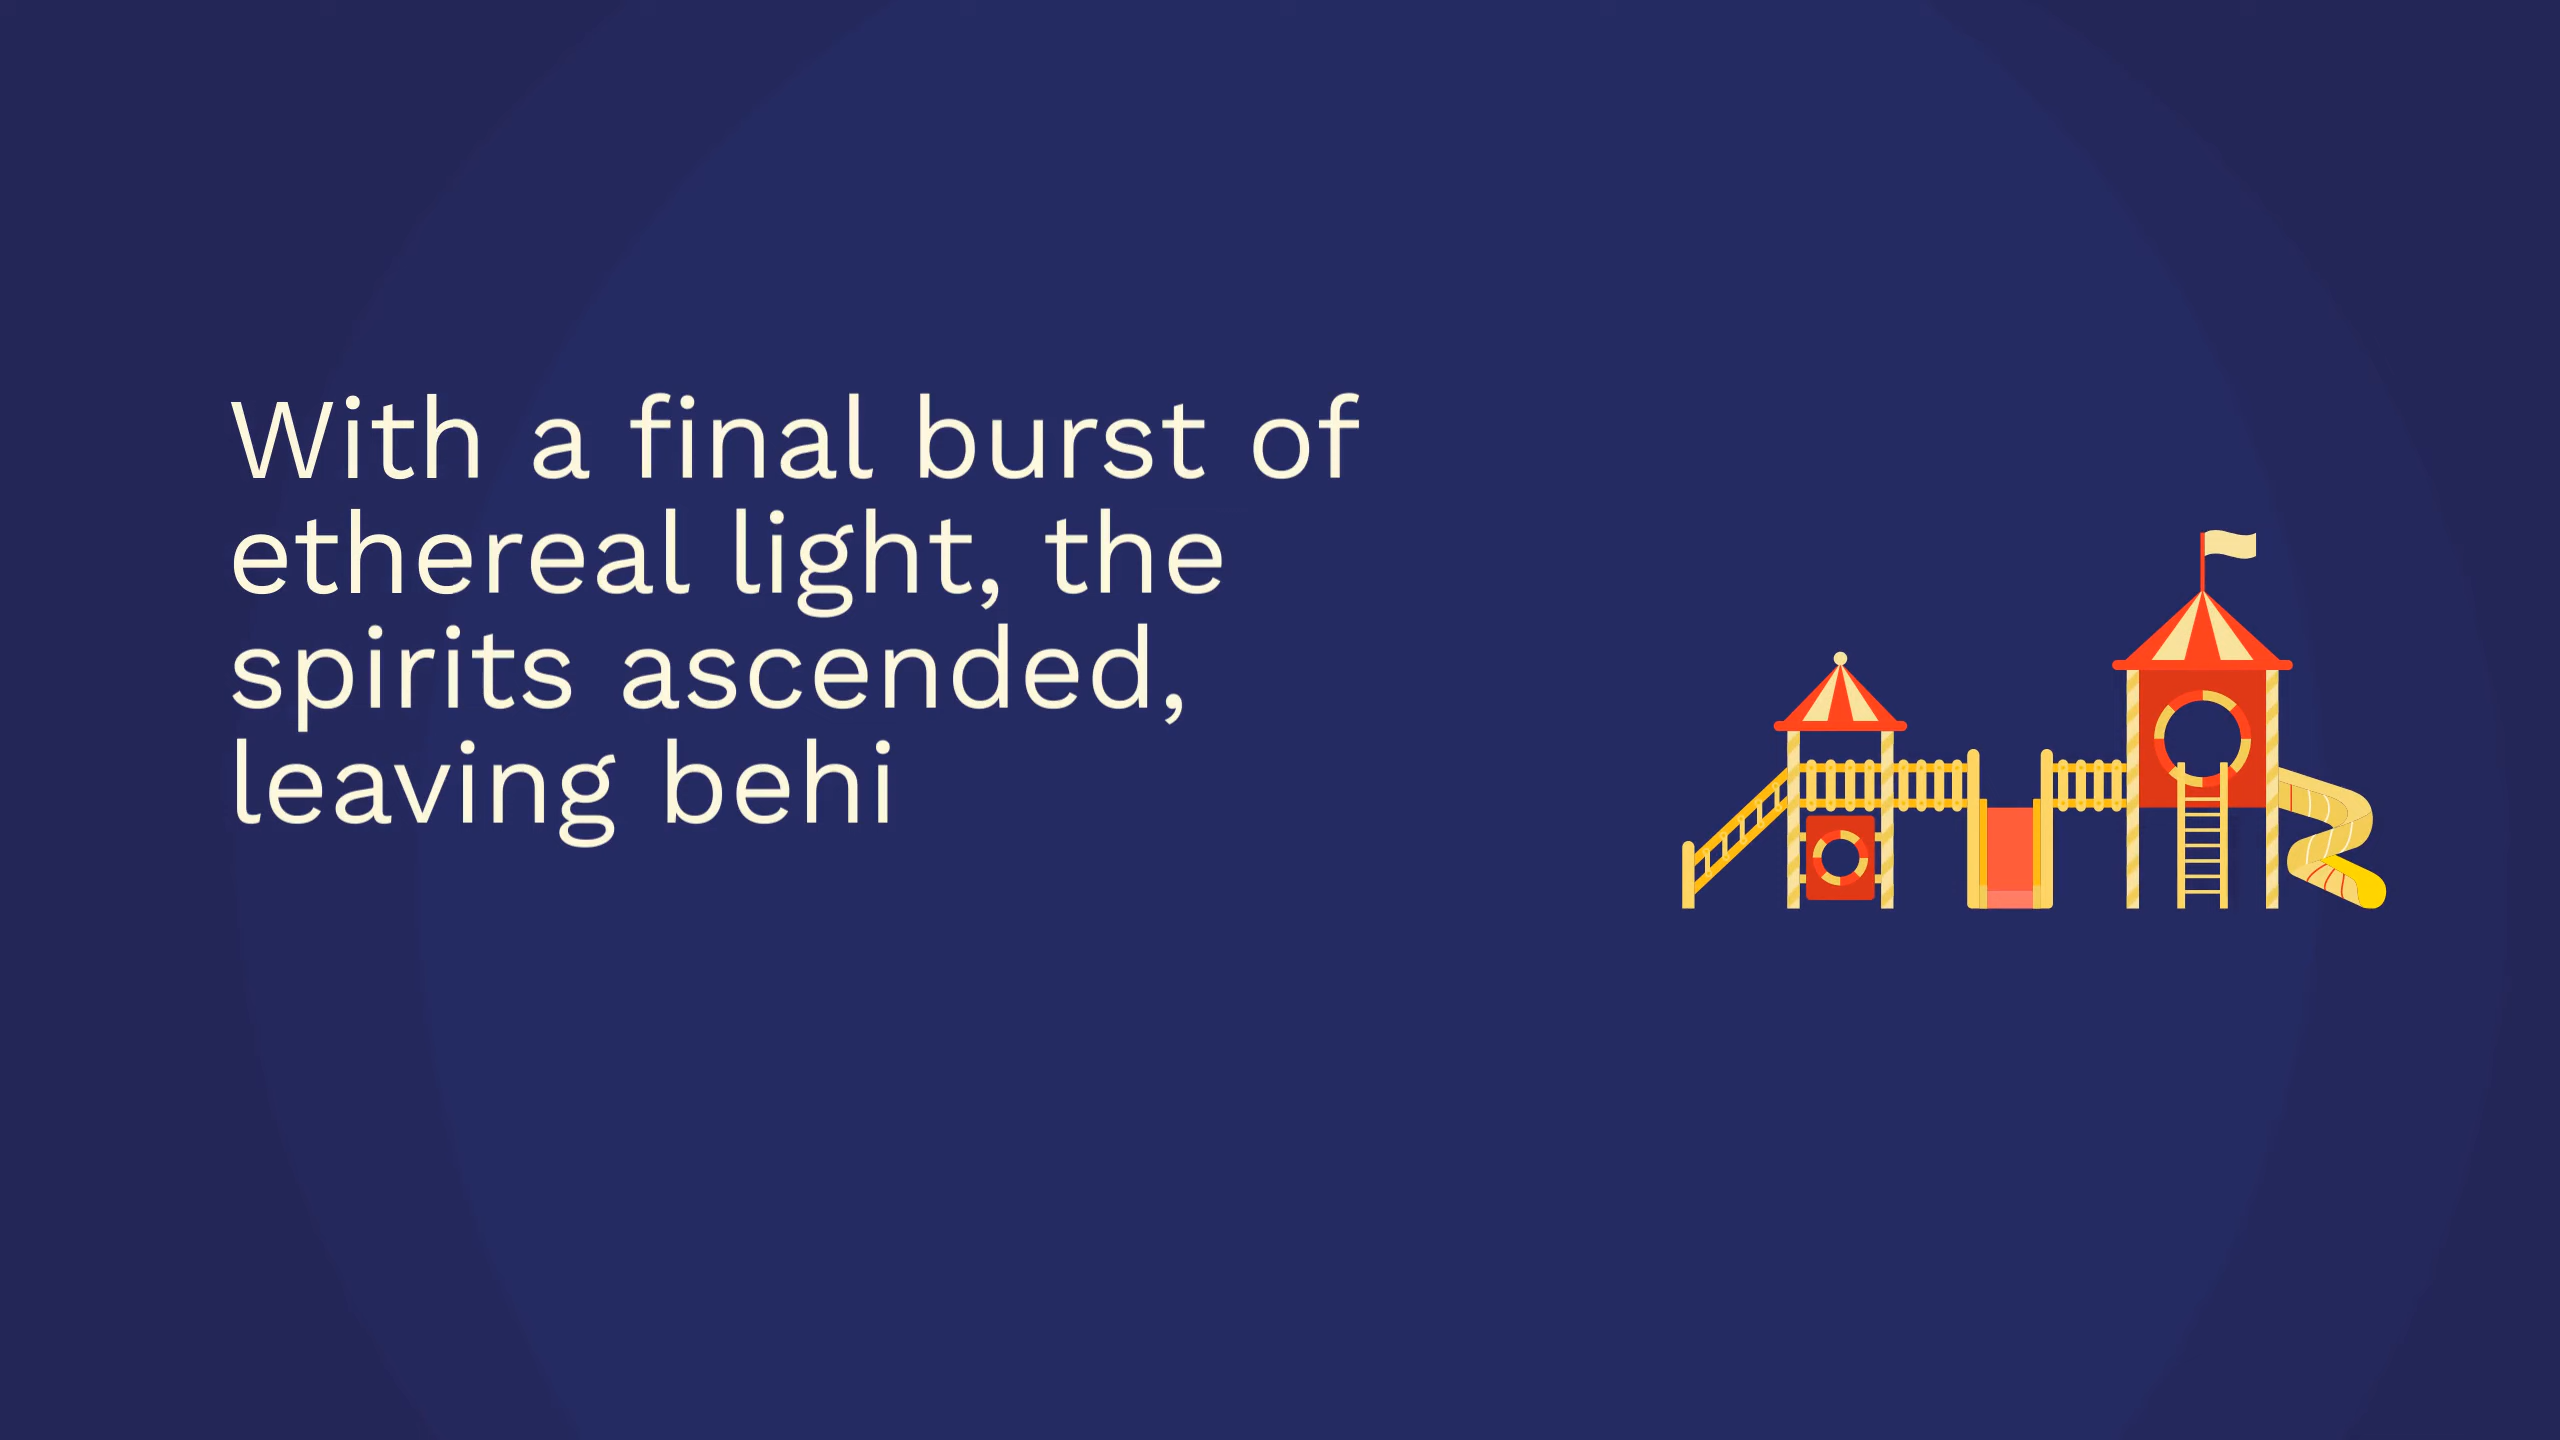 With a final burst of
ethereal light, the
spirits ascended,
leaving behi